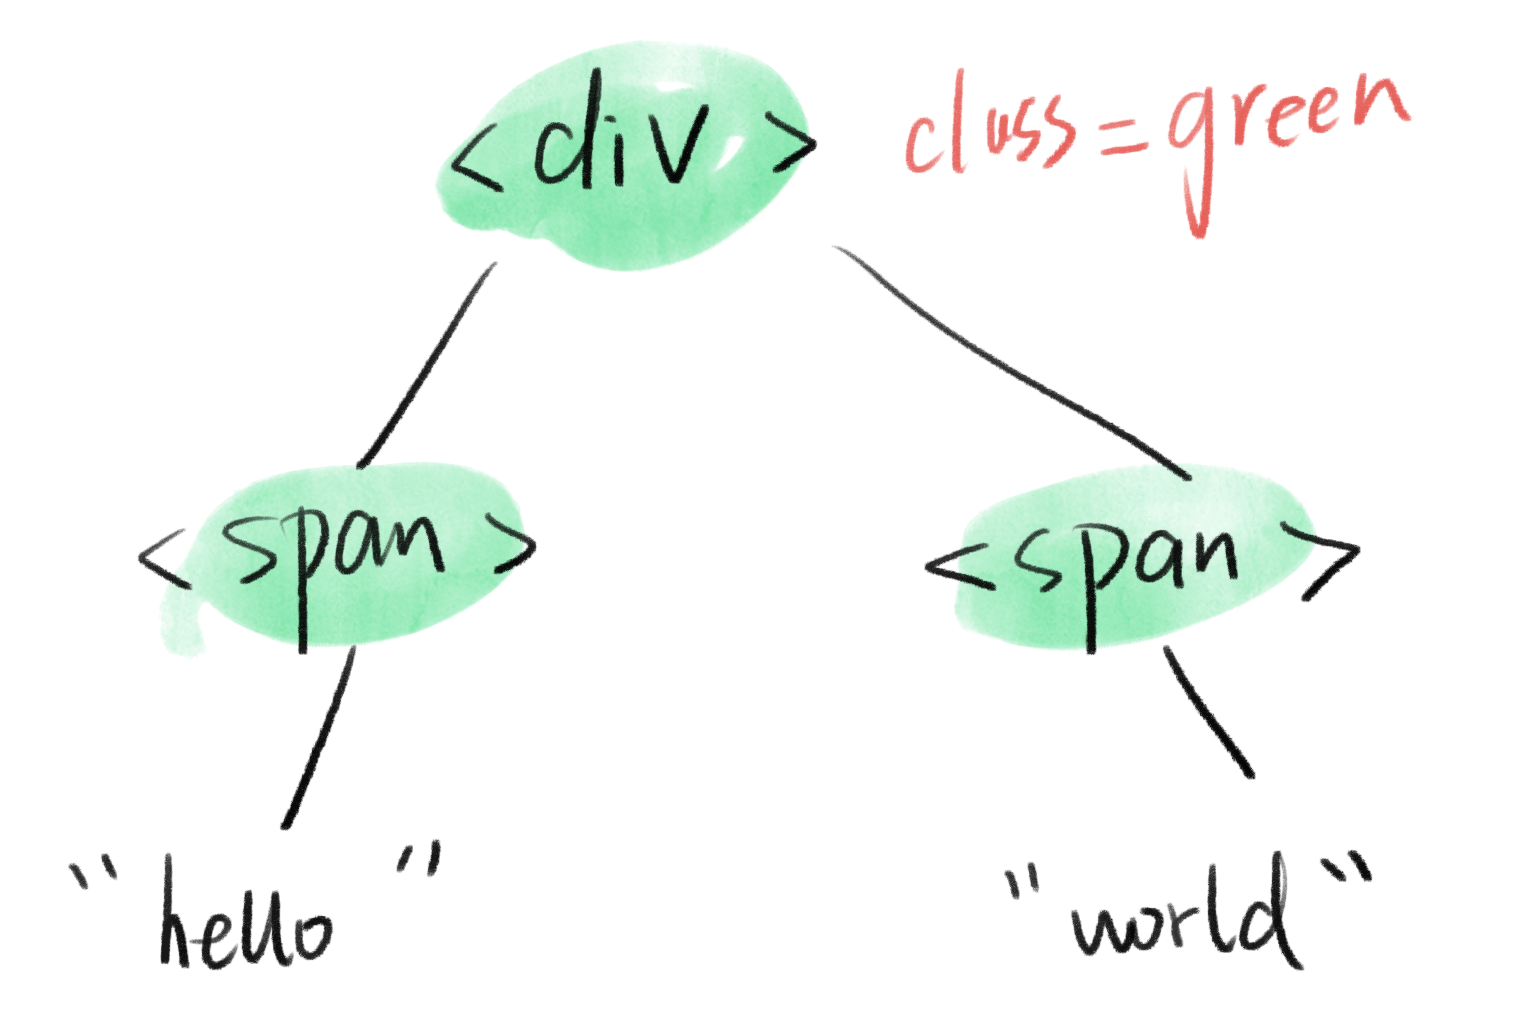 <div> class=green
<span> <span>
"hello" "world"